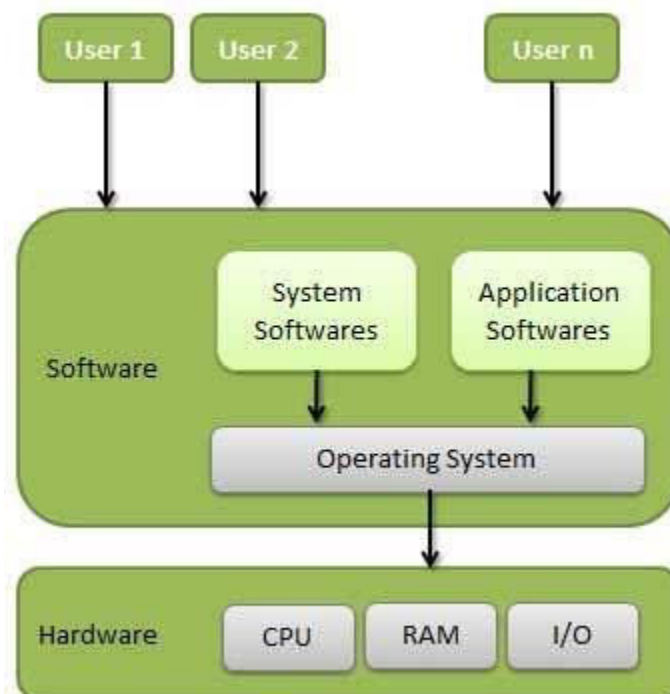 User 1
User 2
User n
System
Softwares
Application
Softwares
Software
Operating System
Hardware
CPU
RAM
I/O